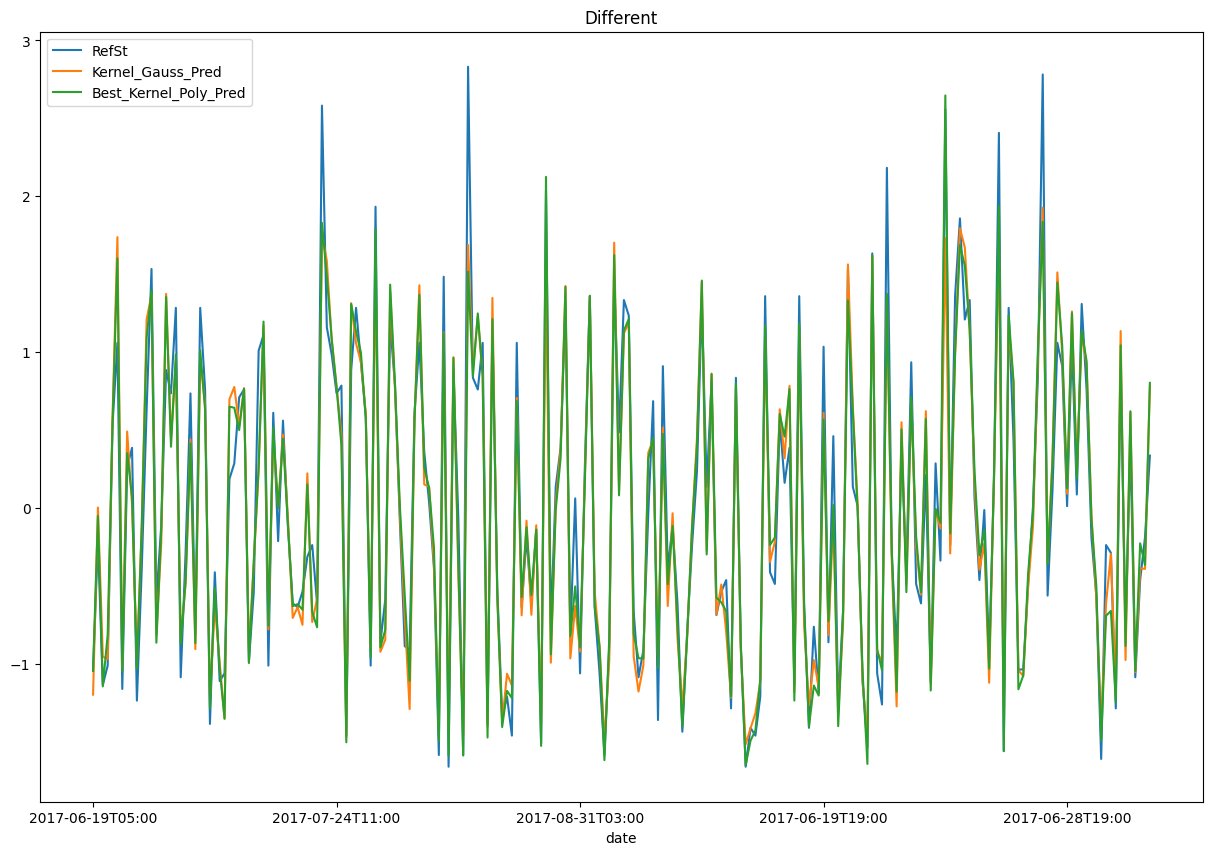 Different
RefSt
Kernel_Gauss_Pred
Best_Kernel_Poly_Pred
3
2
1
0
−1
2017-06-19T05:00
2017-07-24T11:00
2017-08-31T03:00
2017-06-19T19:00
2017-06-28T19:00
date